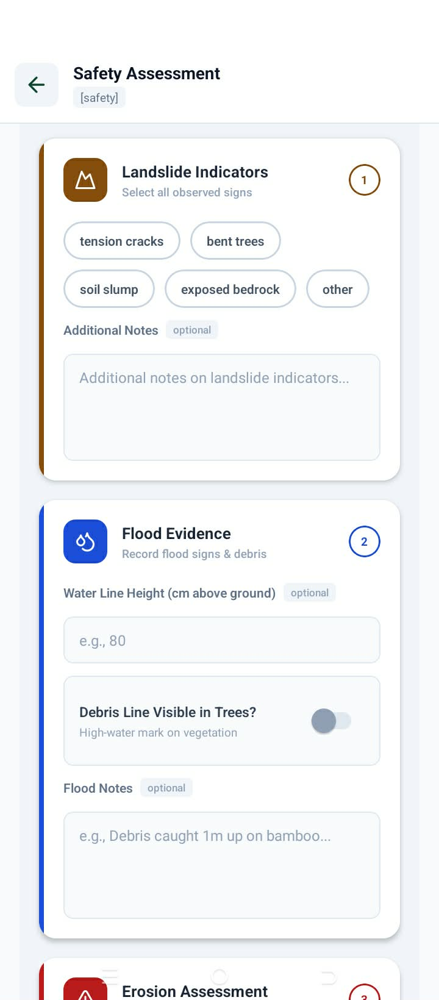 Safety Assessment
[safety]
Landslide Indicators
Select all observed signs
1
tension cracks
bent trees
soil slump
exposed bedrock
other
Additional Notes optional
Additional notes on landslide indicators...
Flood Evidence
Record flood signs & debris
2
Water Line Height (cm above ground) optional
e.g., 80
Debris Line Visible in Trees?
High-water mark on vegetation
Flood Notes optional
e.g., Debris caught 1m up on bamboo...
Erosion Assessment
3